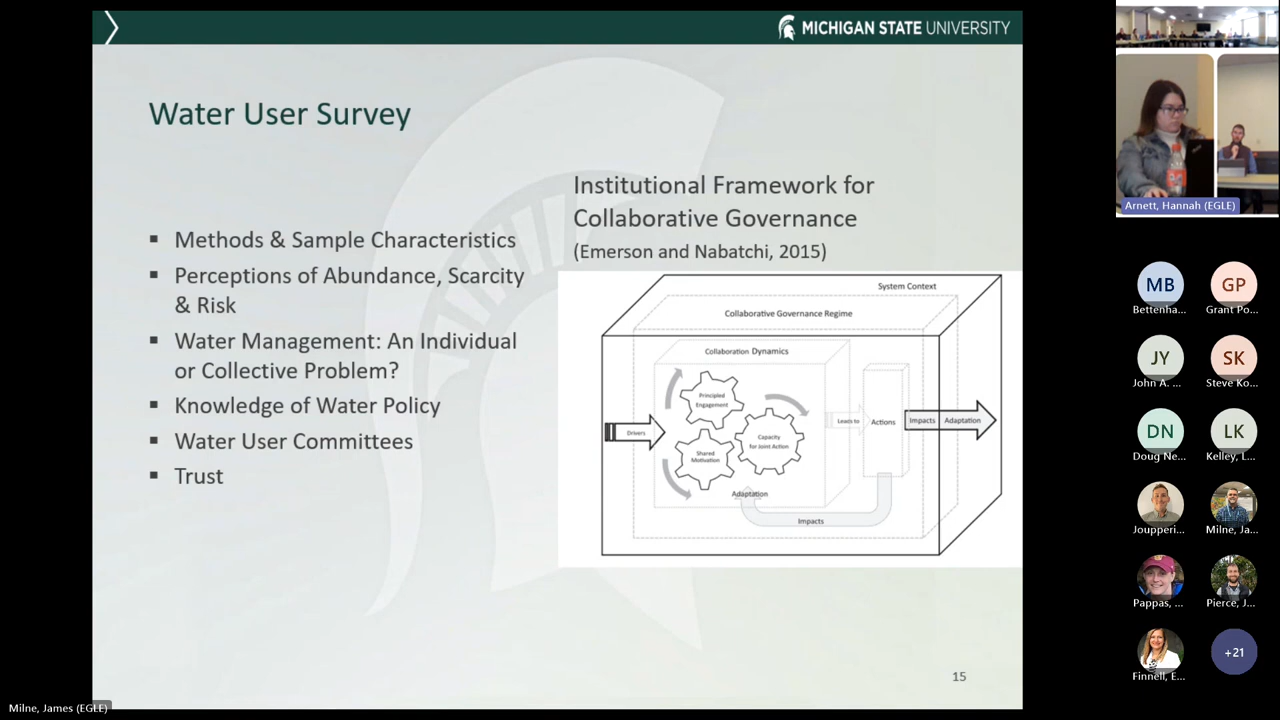 MICHIGAN STATE UNIVERSITY
Water User Survey
▪ Methods & Sample Characteristics
▪ Perceptions of Abundance, Scarcity
& Risk
▪ Water Management: An Individual
or Collective Problem?
▪ Knowledge of Water Policy
▪ Water User Committees
▪ Trust
Institutional Framework for
Collaborative Governance
(Emerson and Nabatchi, 2015)
System Context
Collaborative Governance Regime
Collaboration Dynamics
Principled
Engagement
Drivers
Shared
Motivation
Capacity
for Joint Action
Leads to
Actions
Impacts
Adaptation
Adaptation
Impacts
15
Arnett, Hannah (EGLE)
MB
Bettenha...
GP
Grant Po...
JY
John A. ...
SK
Steve Ko...
DN
Doug Ne...
LK
Kelley, L...
Joupperi...
Milne, Ja...
Pappas, ...
Pierce, J...
Finnell, E...
+21
Milne, James (EGLE)